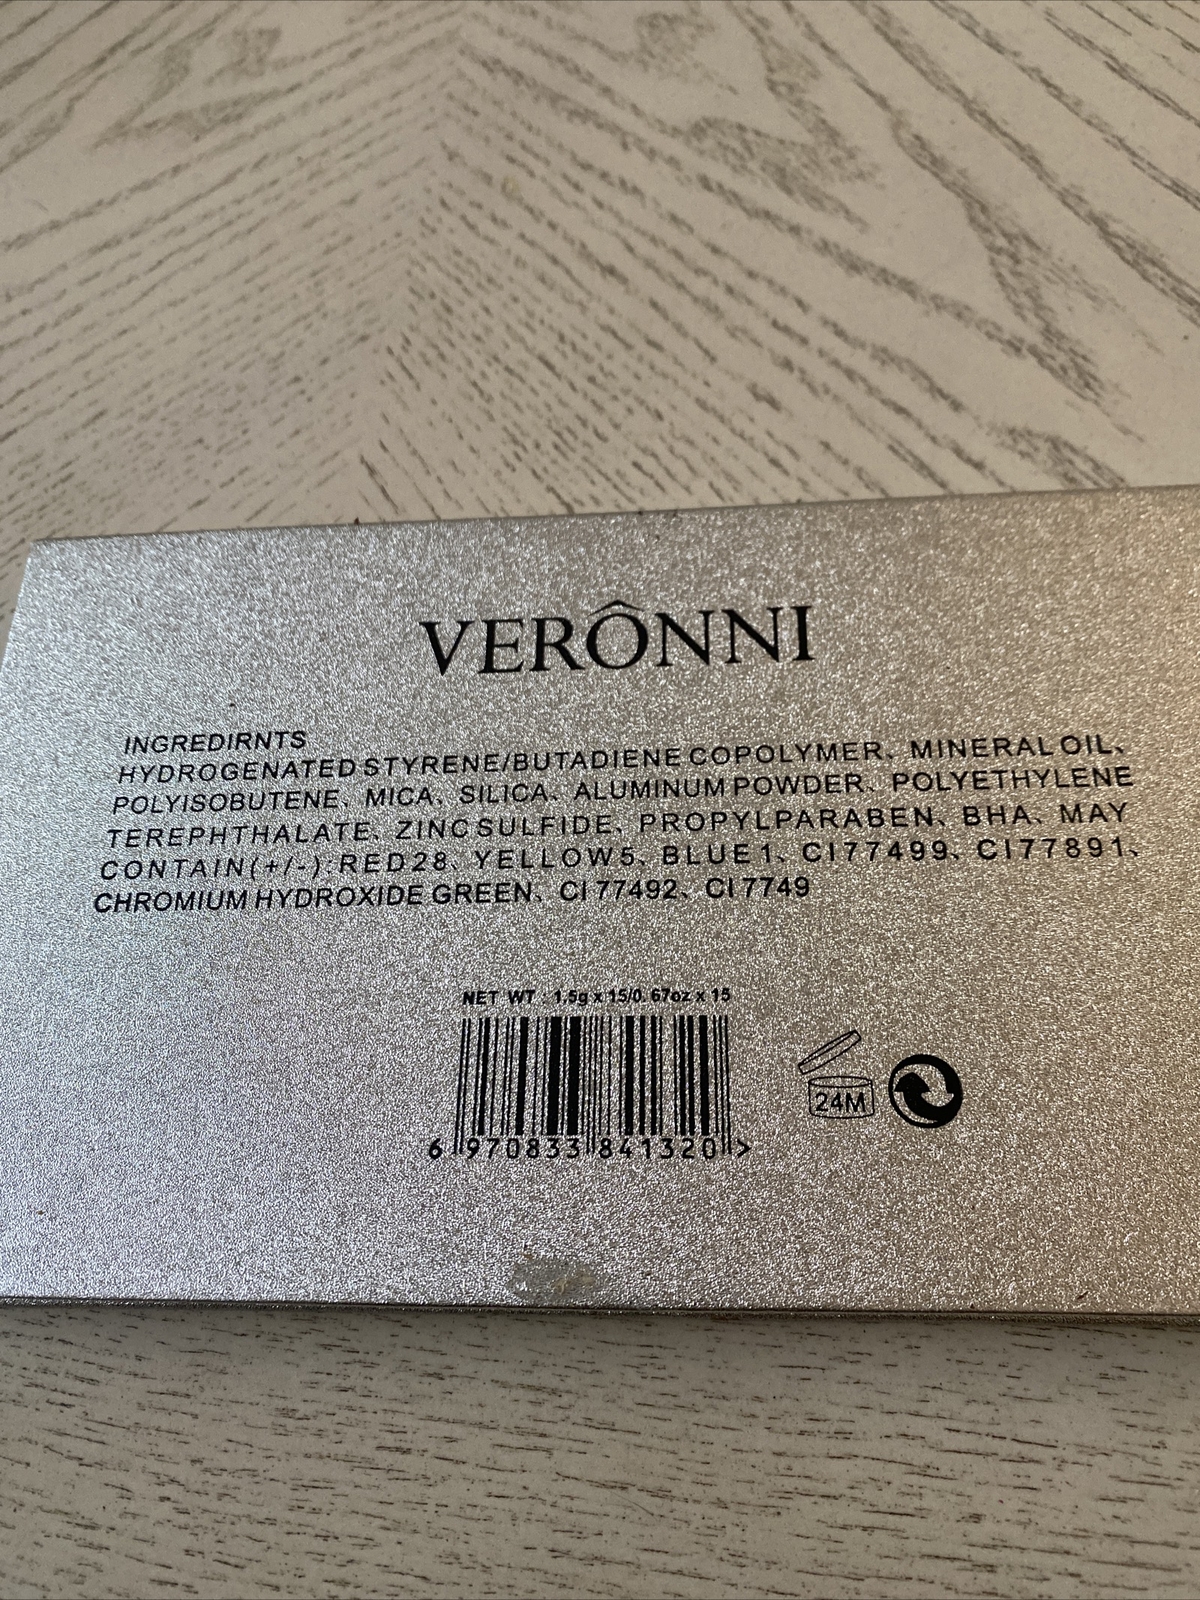 VERÔNNI
INGREDIRNTS
HYDROGENATED STYRENE/BUTADIENE COPOLYMER、MINERAL OIL、
POLYISOBUTENE、MICA、SILICA、ALUMINUM POWDER、POLYETHYLENE
TEREPHTHALATE、ZINC SULFIDE、PROPYLPARABEN、BHA、MAY
CONTAIN(+/-):RED 28、YELLOW 5、BLUE 1、CI 77499、CI 77891、
CHROMIUM HYDROXIDE GREEN、CI 77492、CI 7749
NET WT : 1.5g x 15/0. 67oz x 15
6 970833 841320 >
24M